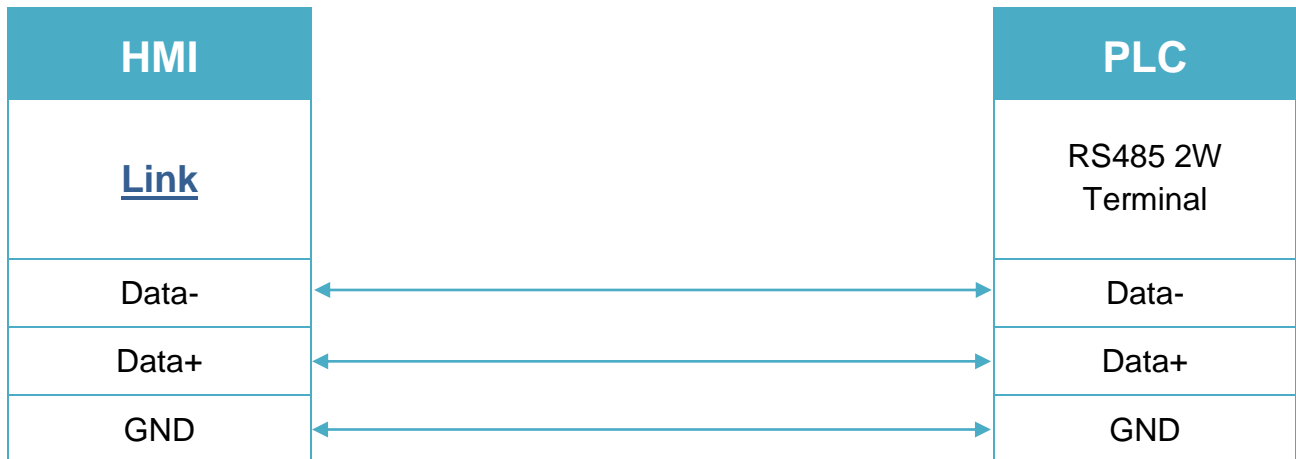 HMI
PLC
Link
RS485 2W
Terminal
Data-
Data-
Data+
Data+
GND
GND